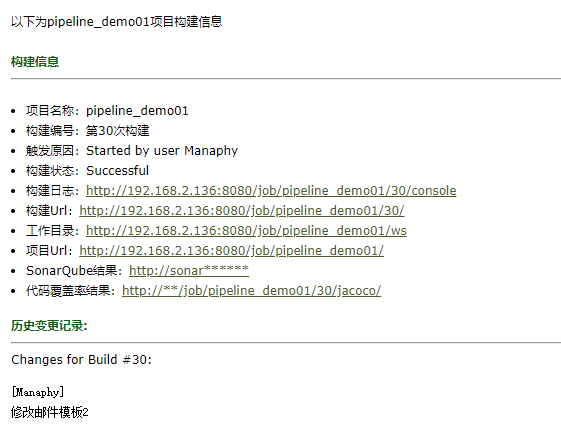 以下为pipeline_demo01项目构建信息
构建信息
项目名称：pipeline_demo01
构建编号：第30次构建
触发原因：Started by user Manaphy
构建状态：Successful
构建日志：http://192.168.2.136:8080/job/pipeline_demo01/30/console
构建Url：http://192.168.2.136:8080/job/pipeline_demo01/30/
工作目录：http://192.168.2.136:8080/job/pipeline_demo01/ws
项目Url：http://192.168.2.136:8080/job/pipeline_demo01/
SonarQube结果：http://sonar******
代码覆盖率结果：http://**/job/pipeline_demo01/30/jacoco/
历史变更记录:
Changes for Build #30:
[Manaphy]
修改邮件模板2